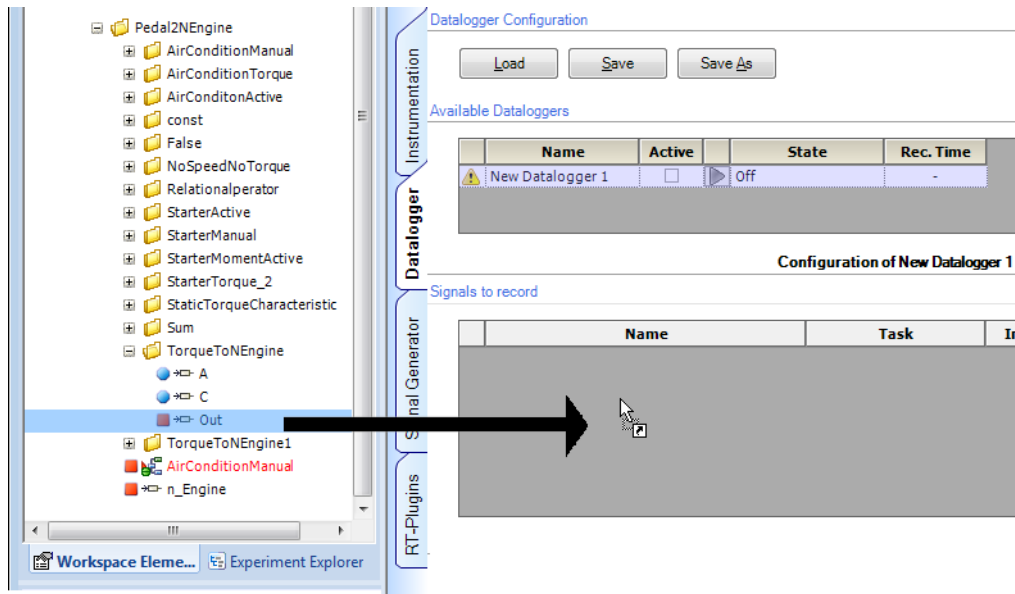 Pedal2NEngine
AirConditionManual
AirConditionTorque
AirConditonActive
const
False
NoSpeedNoTorque
Relationalperator
StarterActive
StarterManual
StarterMomentActive
StarterTorque_2
StaticTorqueCharacteristic
Sum
TorqueToNEngine
A
C
Out
TorqueToNEngine1
AirConditionManual
n_Engine
Workspace Eleme... Experiment Explorer
Instrumentation
Datalogger
Signal Generator
RT-Plugins
Datalogger Configuration
Load Save Save As
Available Dataloggers
Name Active State Rec. Time
New Datalogger 1 Off -
Configuration of New Datalogger 1
Signals to record
Name Task